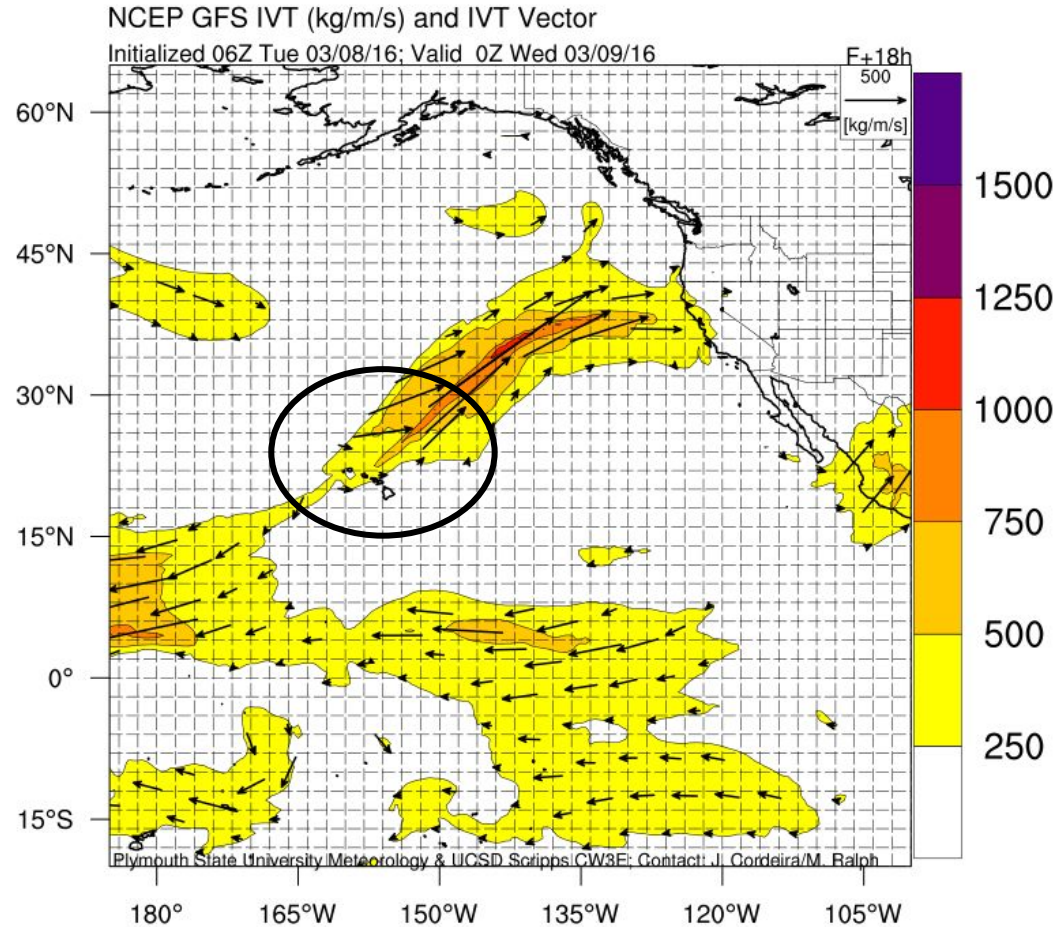 NCEP GFS IVT (kg/m/s) and IVT Vector
Initialized 06Z Tue 03/08/16; Valid 0Z Wed 03/09/16 F+18h
500
[kg/m/s]
60°N
45°N
30°N
15°N
0°
15°S
1500
1250
1000
750
500
250
Plymouth State University Meteorology & UCSD Scripps CW3E; Contact: J. Cordeira/M. Ralph
180° 165°W 150°W 135°W 120°W 105°W